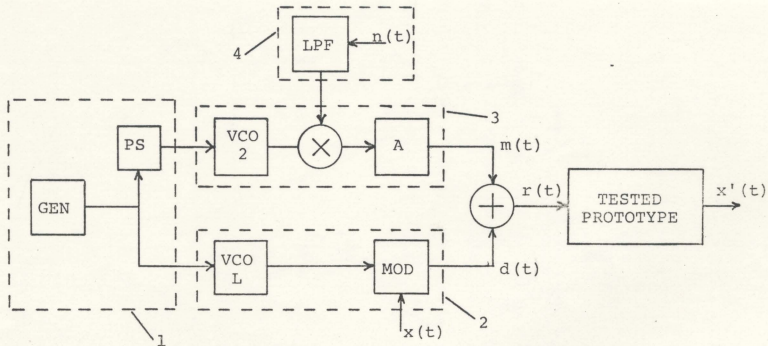 n(t)
LPF
4
3
VCO
2
A
m(t)
PS
GEN
r(t)
TESTED
PROTOTYPE
x'(t)
VCO
L
MOD
d(t)
x(t)
2
1